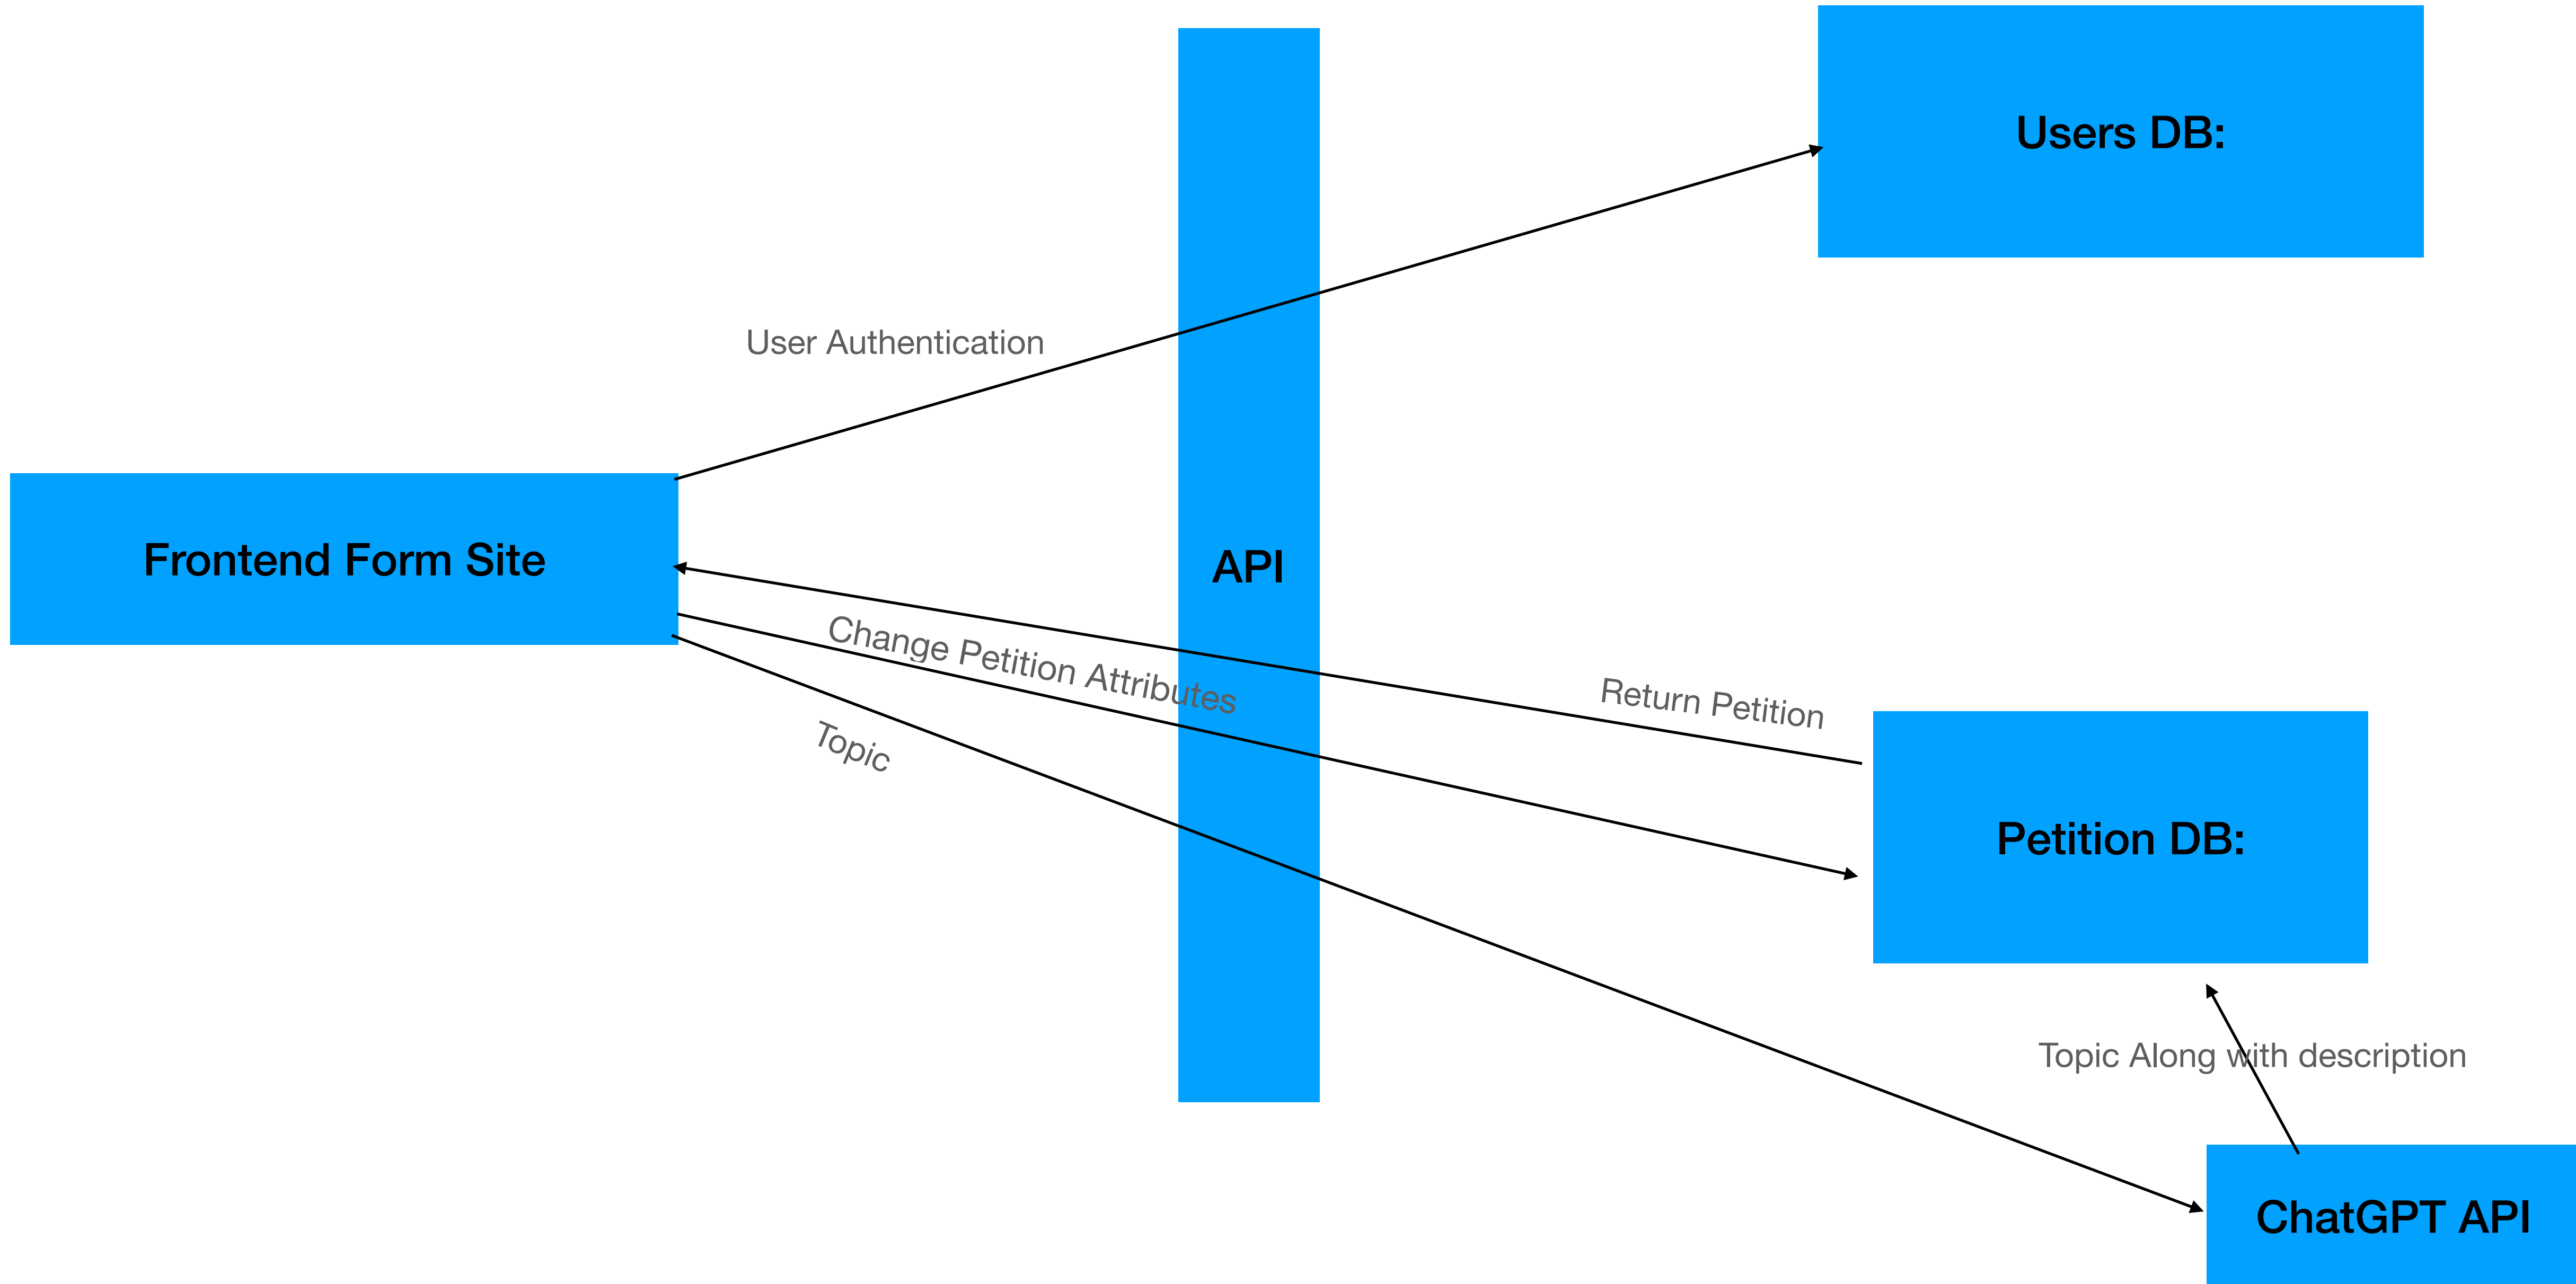 Users DB:
User Authentication
Frontend Form Site
API
Change Petition Attributes
Return Petition
Topic
Petition DB:
Topic Along with description
ChatGPT API